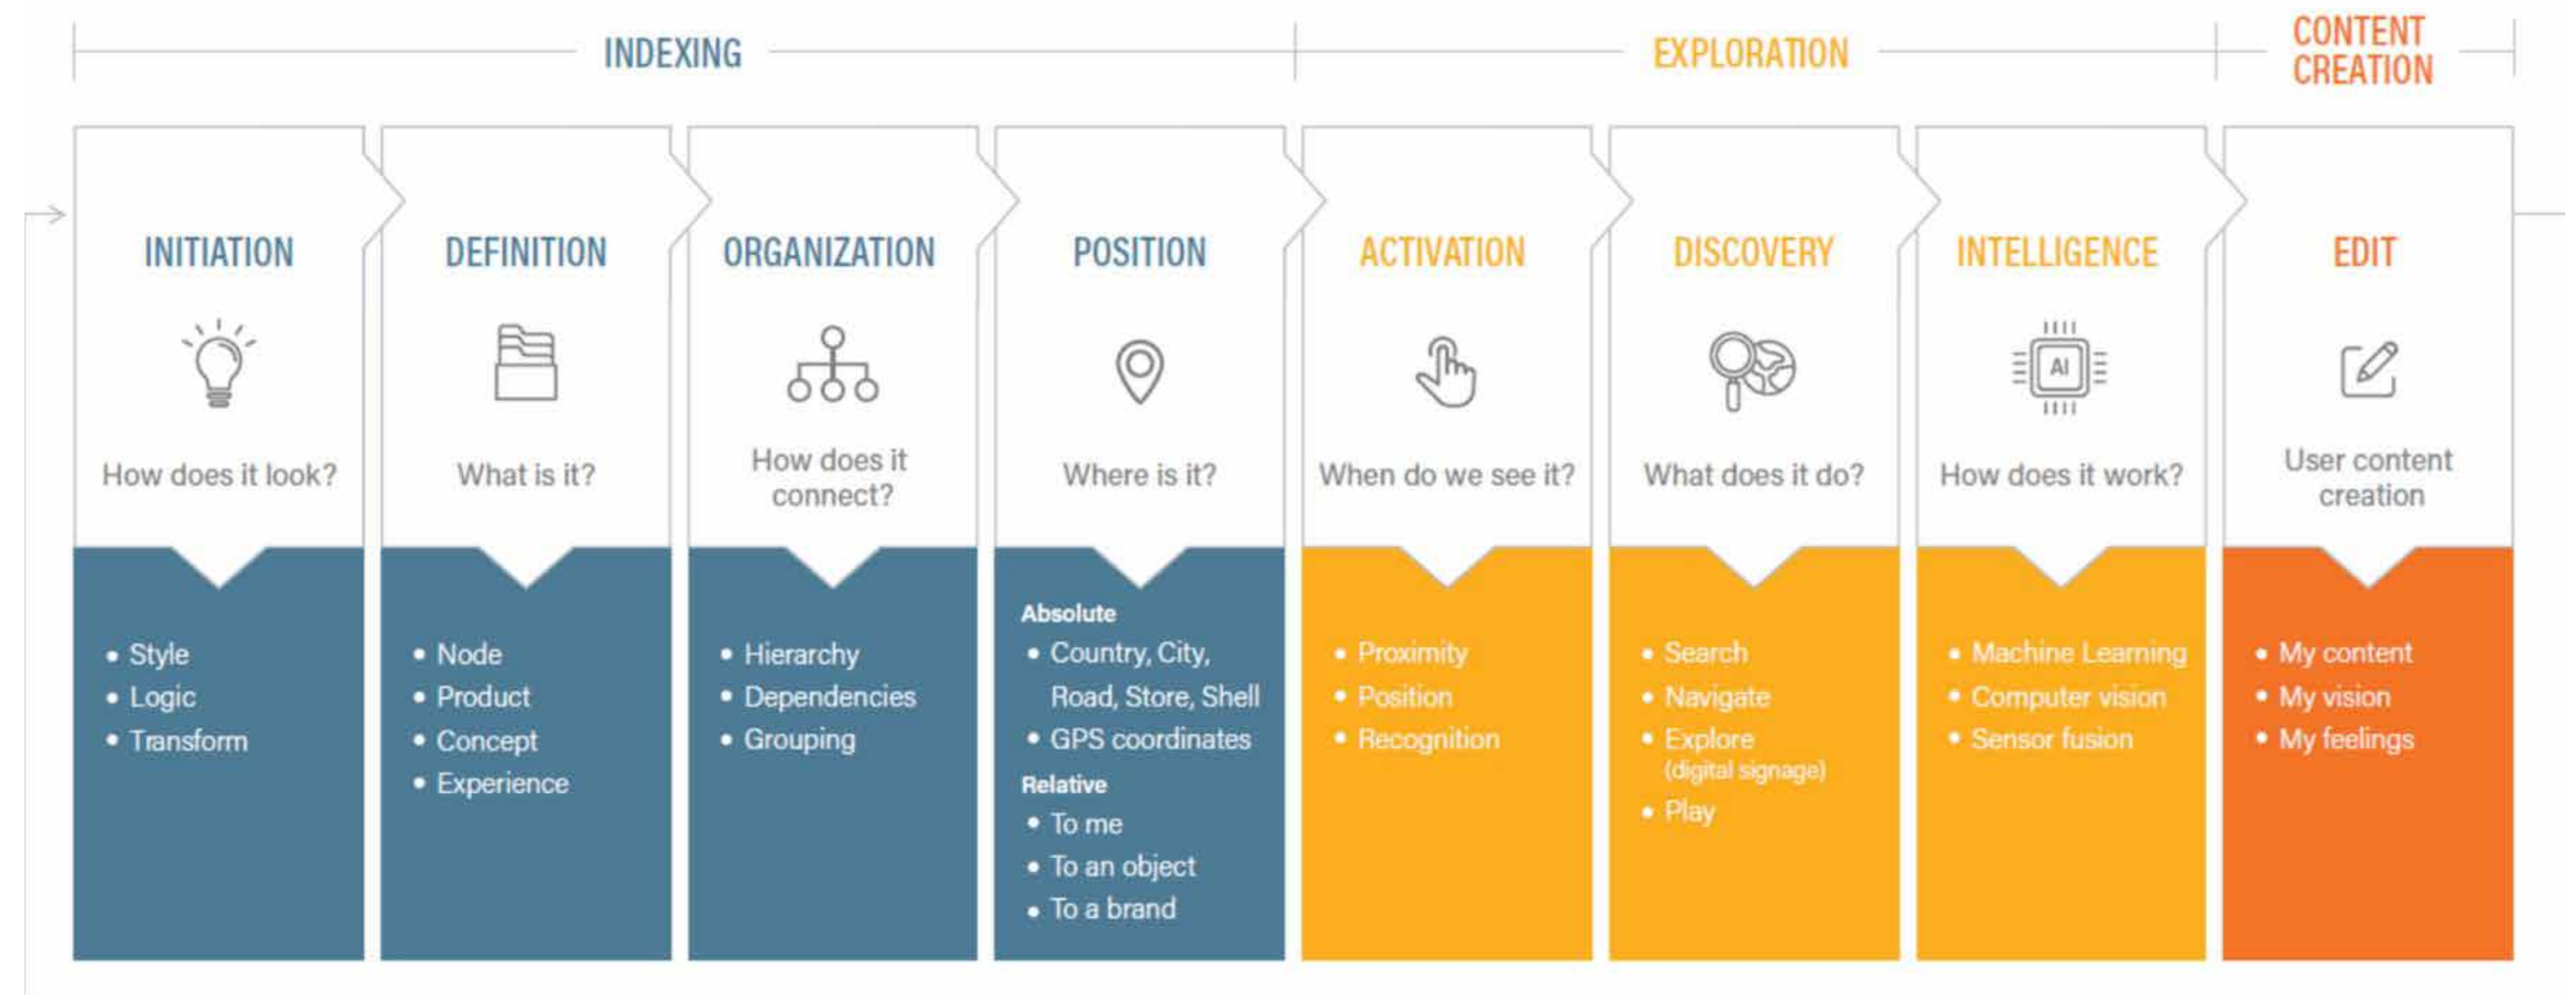 INDEXING
EXPLORATION
CONTENT
CREATION
INITIATION
How does it look?
• Style
• Logic
• Transform
DEFINITION
What is it?
• Node
• Product
• Concept
• Experience
ORGANIZATION
How does it
connect?
• Hierarchy
• Dependencies
• Grouping
POSITION
Where is it?
Absolute
• Country, City,
Road, Store, Shell
• GPS coordinates
Relative
• To me
• To an object
• To a brand
ACTIVATION
When do we see it?
• Proximity
• Position
• Recognition
DISCOVERY
What does it do?
• Search
• Navigate
• Explore
(digital signage)
• Play
INTELLIGENCE
AI
How does it work?
• Machine Learning
• Computer vision
• Sensor fusion
EDIT
User content
creation
• My content
• My vision
• My feelings